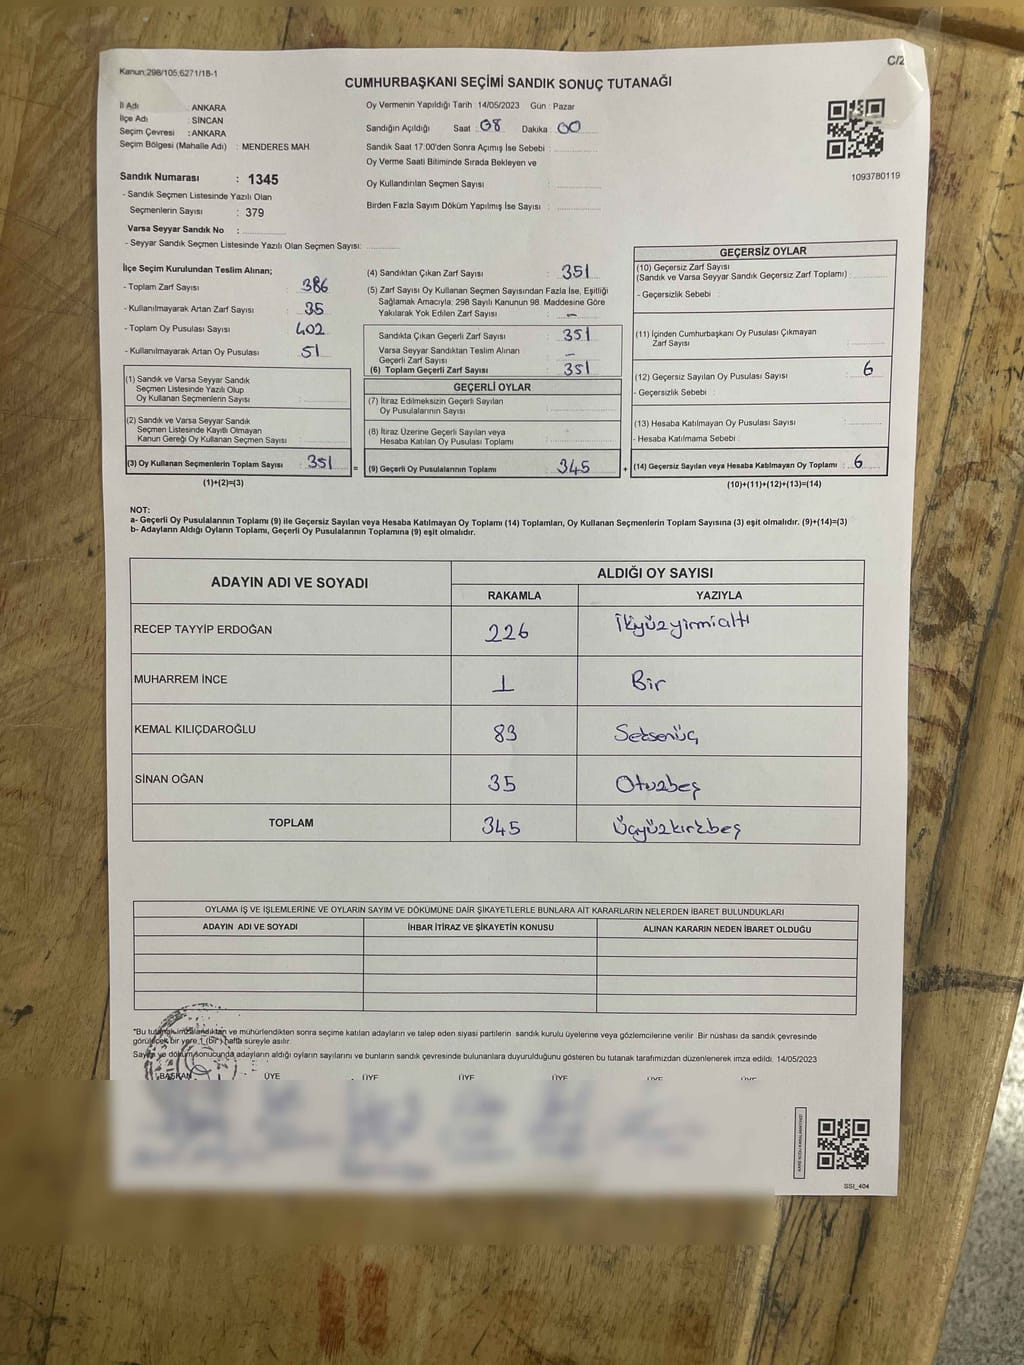 Kanun:298/105;6271/18-1
C/2
CUMHURBAŞKANI SEÇİMİ SANDIK SONUÇ TUTANAĞI
İl Adı : ANKARA
İlçe Adı : SİNCAN
Seçim Çevresi : ANKARA
Seçim Bölgesi (Mahalle Adı) : MENDERES MAH.
Sandık Numarası : 1345
- Sandık Seçmen Listesinde Yazılı Olan
Seçmenlerin Sayısı : 379
Varsa Seyyar Sandık No :
- Seyyar Sandık Seçmen Listesinde Yazılı Olan Seçmen Sayısı:
Oy Vermenin Yapıldığı Tarih : 14/05/2023 Gün : Pazar
Sandığın Açıldığı Saat : 08 Dakika : 00
Sandık Saat 17:00'den Sonra Açımış İse Sebebi :
Oy Verme Saati Bitiminde Sırada Bekleyen ve
Oy Kullandırılan Seçmen Sayısı :
Birden Fazla Sayım Döküm Yapılmış İse Sayısı :
1093780119
İlçe Seçim Kurulundan Teslim Alınan;
- Toplam Zarf Sayısı : 386
- Kullanılmayarak Artan Zarf Sayısı : 35
- Toplam Oy Pusulası Sayısı : 402
- Kullanılmayarak Artan Oy Pusulası : 51
(1) Sandık ve Varsa Seyyar Sandık
Seçmen Listesinde Yazılı Olup
Oy Kullanan Seçmenlerin Sayısı :
(2) Sandık ve Varsa Seyyar Sandık
Seçmen Listesinde Kayıtlı Olmayan
Kanun Gereği Oy Kullanan Seçmen Sayısı :
(3) Oy Kullanan Seçmenlerin Toplam Sayısı : 351
(1)+(2)=(3)
=
(4) Sandıktan Çıkan Zarf Sayısı : 351
(5) Zarf Sayısı Oy Kullanan Seçmen Sayısından Fazla İse, Eşitliği
Sağlamak Amacıyla; 298 Sayılı Kanunun 98. Maddesine Göre
Yakılarak Yok Edilen Zarf Sayısı : –
Sandıkta Çıkan Geçerli Zarf Sayısı : 351
Varsa Seyyar Sandıktan Teslim Alınan
Geçerli Zarf Sayısı : –
(6) Toplam Geçerli Zarf Sayısı : 351
GEÇERLİ OYLAR
(7) İtiraz Edilmeksizin Geçerli Sayılan
Oy Pusulalarının Sayısı :
(8) İtiraz Üzerine Geçerli Sayılan veya
Hesaba Katılan Oy Pusulası Toplamı :
(9) Geçerli Oy Pusulalarının Toplamı : 345
+
GEÇERSİZ OYLAR
(10) Geçersiz Zarf Sayısı
(Sandık ve Varsa Seyyar Sandık Geçersiz Zarf Toplamı) :
- Geçersizlik Sebebi :
(11) İçinden Cumhurbaşkanı Oy Pusulası Çıkmayan
Zarf Sayısı :
(12) Geçersiz Sayılan Oy Pusulası Sayısı : 6
- Geçersizlik Sebebi :
(13) Hesaba Katılmayan Oy Pusulası Sayısı :
- Hesaba Katılmama Sebebi :
(14) Geçersiz Sayılan veya Hesaba Katılmayan Oy Toplamı : 6
(10)+(11)+(12)+(13)=(14)
NOT:
a- Geçerli Oy Pusulalarının Toplamı (9) ile Geçersiz Sayılan veya Hesaba Katılmayan Oy Toplamı (14) Toplamları, Oy Kullanan Seçmenlerin Toplam Sayısına (3) eşit olmalıdır. (9)+(14)=(3)
b- Adayların Aldığı Oyların Toplamı, Geçerli Oy Pusulalarının Toplamına (9) eşit olmalıdır.
ADAYIN ADI VE SOYADI
ALDIĞI OY SAYISI
RAKAMLA YAZIYLA
RECEP TAYYİP ERDOĞAN 226 İkiyüzyirmialtı
MUHARREM İNCE 1 Bir
KEMAL KILIÇDAROĞLU 83 Seksenüç
SİNAN OĞAN 35 Otuzbeş
TOPLAM 345 Üçyüzkırkbeş
OYLAMA İŞ VE İŞLEMLERİNE VE OYLARIN SAYIM VE DÖKÜMÜNE DAİR ŞİKAYETLERLE BUNLARA AİT KARARLARIN NELERDEN İBARET BULUNDUKLARI
ADAYIN ADI VE SOYADI İHBAR İTİRAZ VE ŞİKAYETİN KONUSU ALINAN KARARIN NEDEN İBARET OLDUĞU
"Bu tutanak imzalandıktan ve mühürlendikten sonra seçime katılan adayların ve talep eden siyasi partilerin sandık kurulu üyelerine veya gözlemcilerine verilir. Bir nüshası da sandık çevresinde
görülecek bir yere 1 (bir) hafta süreyle asılır.
Sayım ve döküm sonucunda adayların aldığı oyların sayılarını ve bunların sandık çevresinde bulunanlara duyurulduğunu gösteren bu tutanak tarafımızdan düzenlenerek imza edildi. 14/05/2023
BAŞKAN ÜYE ÜYE ÜYE ÜYE ÜYE ÜYE
SSI_404